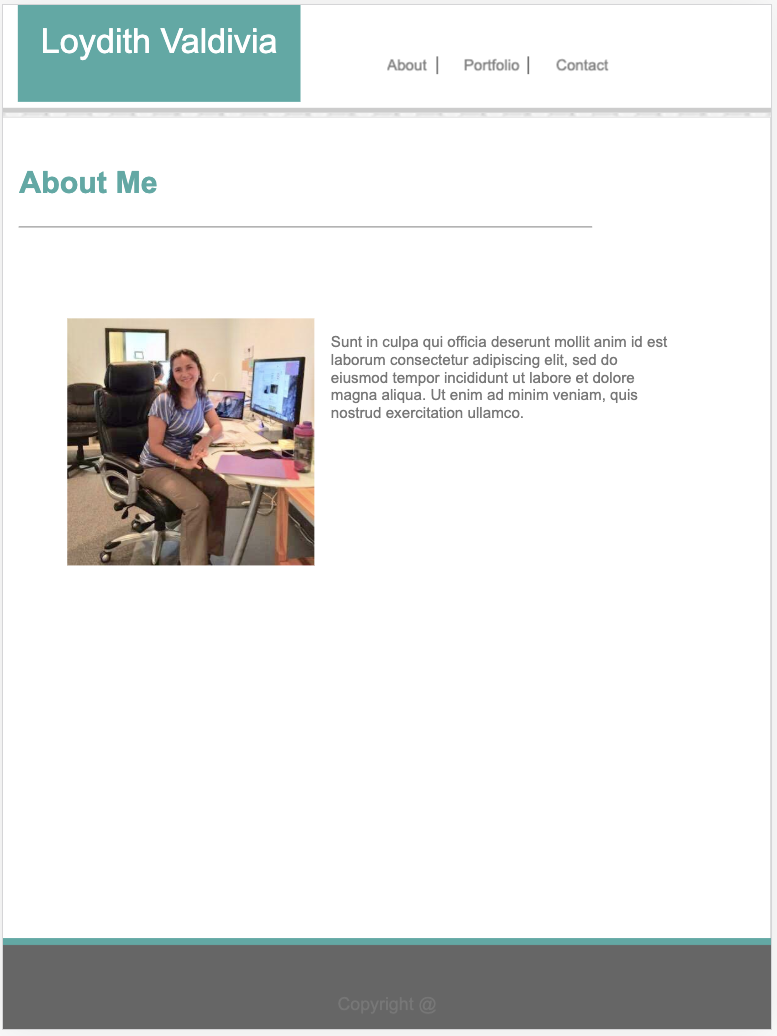 Loydith Valdivia
About | Portfolio | Contact
About Me
Sunt in culpa qui officia deserunt mollit anim id est
laborum consectetur adipiscing elit, sed do
eiusmod tempor incididunt ut labore et dolore
magna aliqua. Ut enim ad minim veniam, quis
nostrud exercitation ullamco.
Copyright @